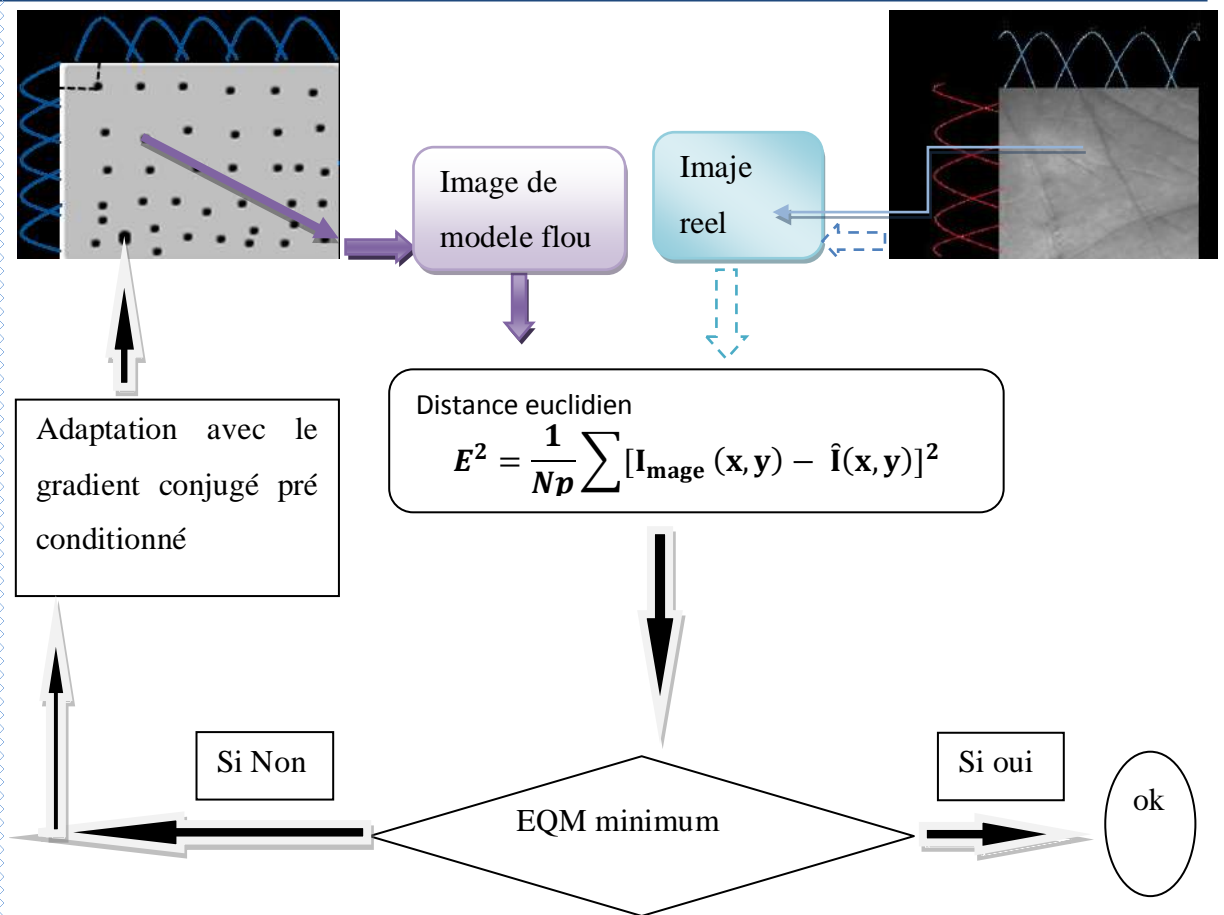 Image de
modele flou
Imaje
reel
Distance euclidien
E² = 1/Np ∑[I_image (x, y) − Î(x, y)]²
Adaptation avec le
gradient conjugé pré
conditionné
Si Non
Si oui
EQM minimum
ok